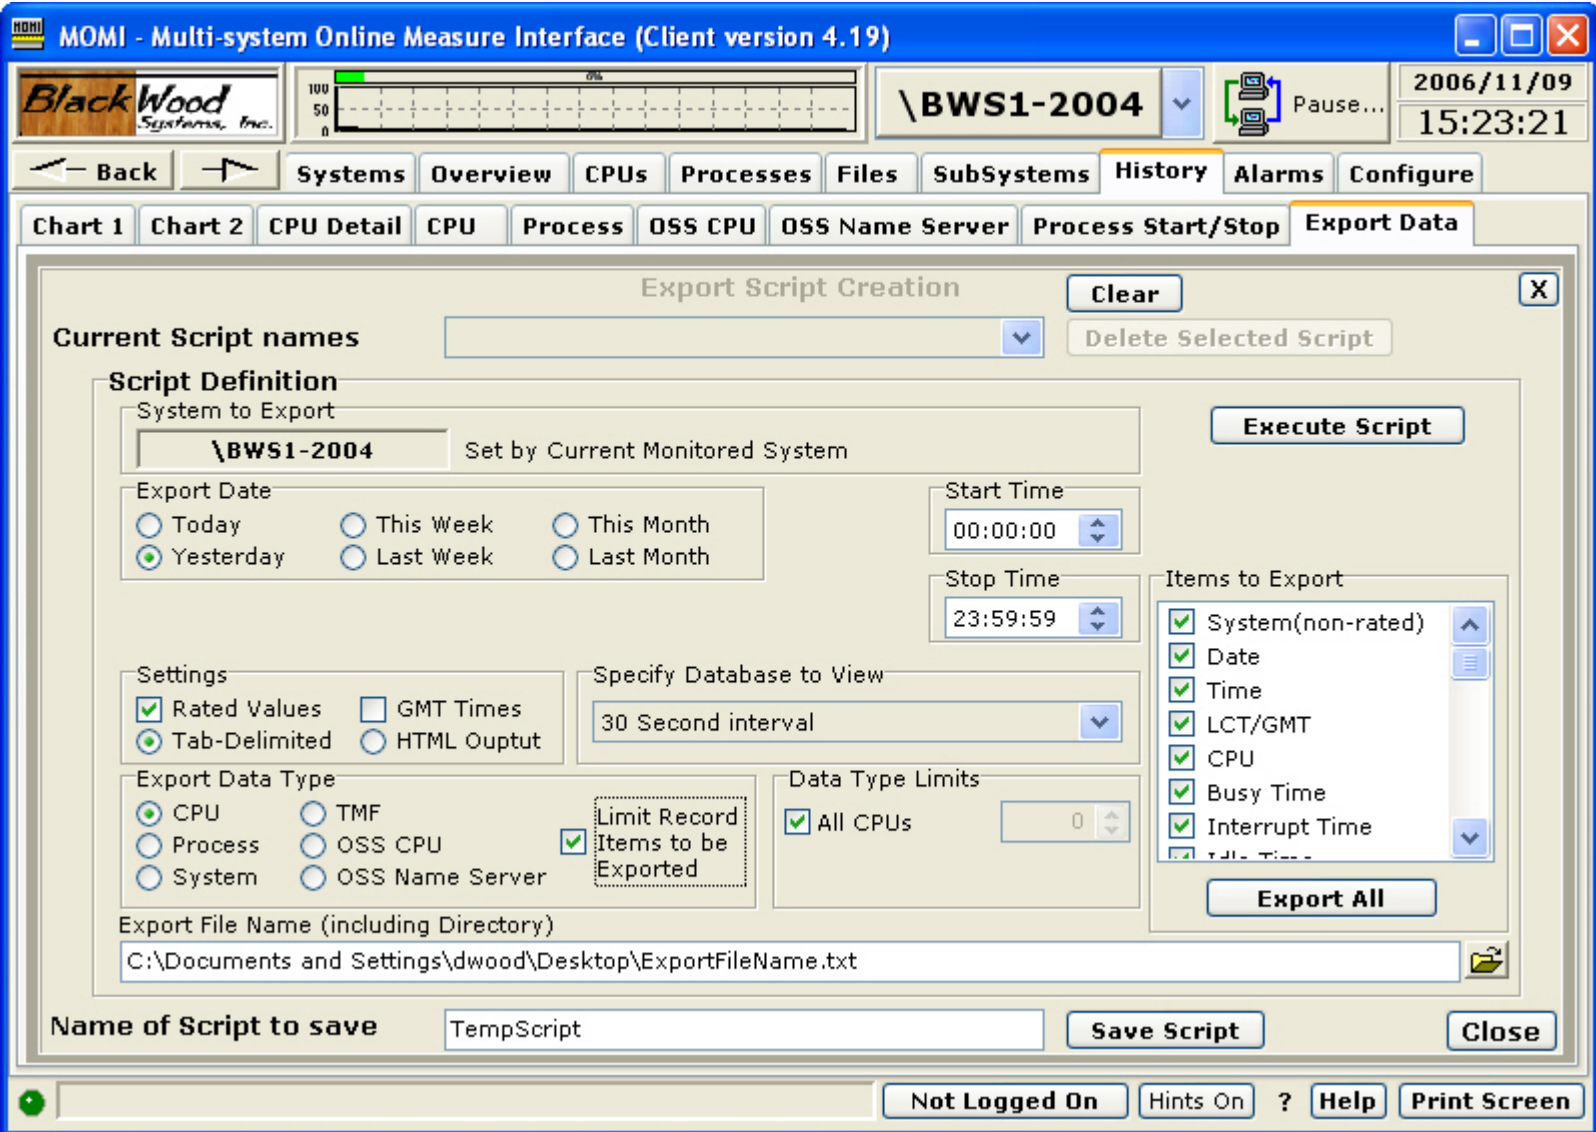 MOMI MOMI - Multi-system Online Measure Interface (Client version 4.19)
BlackWood
Systems, Inc.
0%
100
50
0
\BWS1-2004
Pause...
2006/11/09
15:23:21
Back
Systems Overview CPUs Processes Files SubSystems History Alarms Configure
Chart 1 Chart 2 CPU Detail CPU Process OSS CPU OSS Name Server Process Start/Stop Export Data
Export Script Creation Clear X
Current Script names Delete Selected Script
Script Definition
System to Export
\BWS1-2004 Set by Current Monitored System Execute Script
Export Date Start Time
Today This Week This Month 00:00:00
Yesterday Last Week Last Month
Stop Time Items to Export
23:59:59 System(non-rated)
Date
Settings Specify Database to View Time
Rated Values GMT Times 30 Second interval LCT/GMT
Tab-Delimited HTML Ouptut CPU
Export Data Type Data Type Limits Busy Time
CPU TMF Limit Record All CPUs 0 Interrupt Time
Process OSS CPU Items to be Idle Time
System OSS Name Server Exported
Export All
Export File Name (including Directory)
C:\Documents and Settings\dwood\Desktop\ExportFileName.txt
Name of Script to save TempScript Save Script Close
Not Logged On Hints On ? Help Print Screen